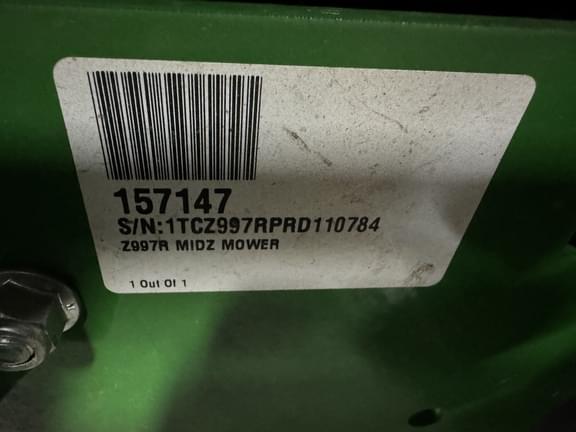 157147
S/N:1TCZ997RPRD110784
Z997R MIDZ MOWER
1 Out Of 1